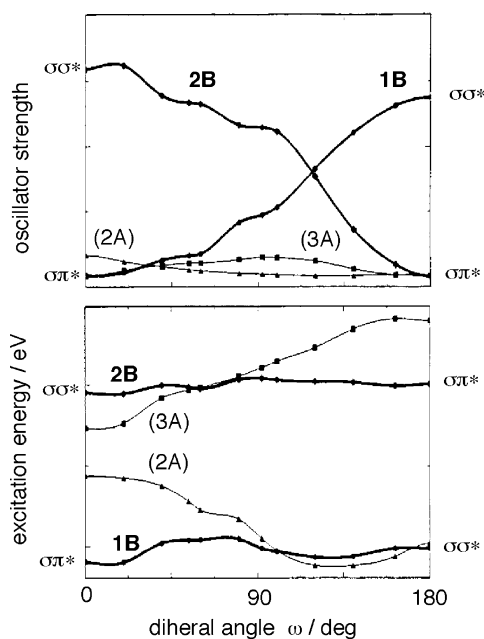 σσ*
2B
1B
σσ*
oscillator strength
(2A)
(3A)
σπ*
σπ*
excitation energy / eV
σσ*
2B
σπ*
(3A)
(2A)
1B
σπ*
σσ*
0
90
180
diheral angle ω / deg